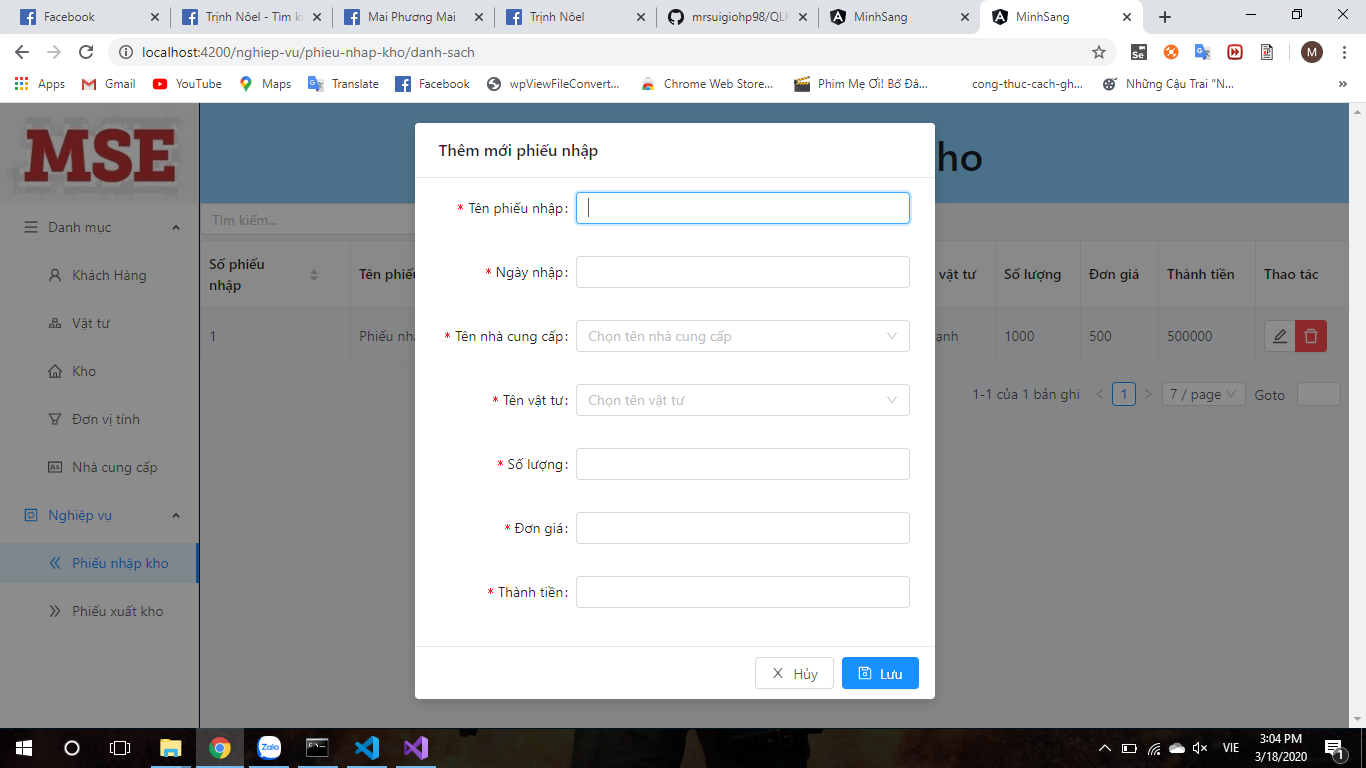 Facebook
Trịnh Nôel - Tìm ki
Mai Phương Mai
Trịnh Nôel
mrsuigiohp98/QLK
MinhSang
MinhSang
localhost:4200/nghiep-vu/phieu-nhap-kho/danh-sach
Se
M
Apps
Gmail
YouTube
Maps
Translate
Facebook
wpViewFileConvert...
Chrome Web Store...
Phim Mẹ Ơi! Bố Đâ...
cong-thuc-cach-gh...
Những Cậu Trai "N...
MSE
ho
Danh mục
Khách Hàng
Vật tư
Kho
Đơn vị tính
Nhà cung cấp
Nghiệp vụ
Phiếu nhập kho
Phiếu xuất kho
Tìm kiếm...
Số phiếu nhập
Tên phiếu
vật tư
Số lượng
Đơn giá
Thành tiền
Thao tác
1
Phiếu nhậ
ạnh
1000
500
500000
1-1 của 1 bản ghi
1
7 / page
Goto
Thêm mới phiếu nhập
* Tên phiếu nhập:
* Ngày nhập:
* Tên nhà cung cấp:
Chọn tên nhà cung cấp
* Tên vật tư:
Chọn tên vật tư
* Số lượng:
* Đơn giá:
* Thành tiền:
Hủy
Lưu
Zalo
VIE
3:04 PM
3/18/2020
1